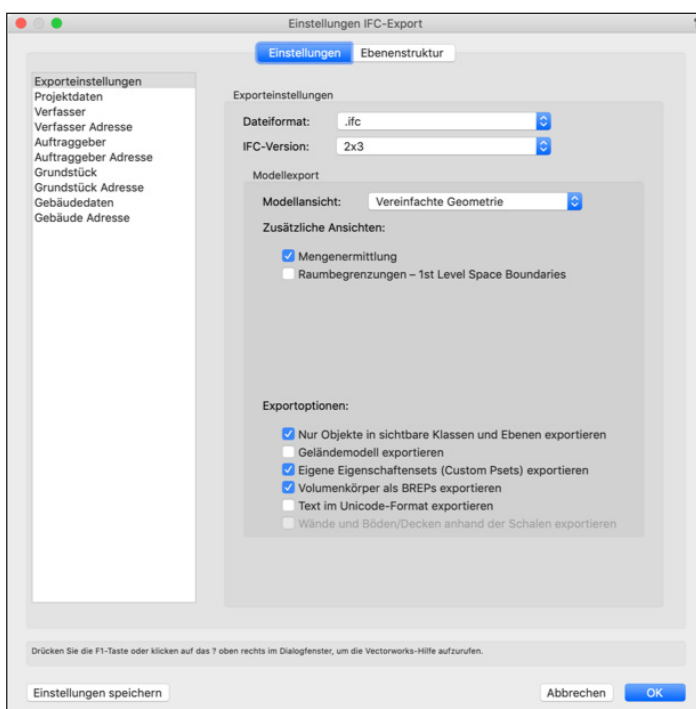 Einstellungen IFC-Export
Einstellungen
Ebenenstruktur
Exporteinstellungen
Projektdaten
Verfasser
Verfasser Adresse
Auftraggeber
Auftraggeber Adresse
Grundstück
Grundstück Adresse
Gebäudedaten
Gebäude Adresse
Exporteinstellungen
Dateiformat: .ifc
IFC-Version: 2x3
Modellexport
Modellansicht: Vereinfachte Geometrie
Zusätzliche Ansichten:
Mengenermittlung
Raumbegrenzungen – 1st Level Space Boundaries
Exportoptionen:
Nur Objekte in sichtbare Klassen und Ebenen exportieren
Geländemodell exportieren
Eigene Eigenschaftensets (Custom Psets) exportieren
Volumenkörper als BREPs exportieren
Text im Unicode-Format exportieren
Wände und Böden/Decken anhand der Schalen exportieren
Drücken Sie die F1-Taste oder klicken auf das ? oben rechts im Dialogfenster, um die Vectorworks-Hilfe aufzurufen.
Einstellungen speichern
Abbrechen
OK